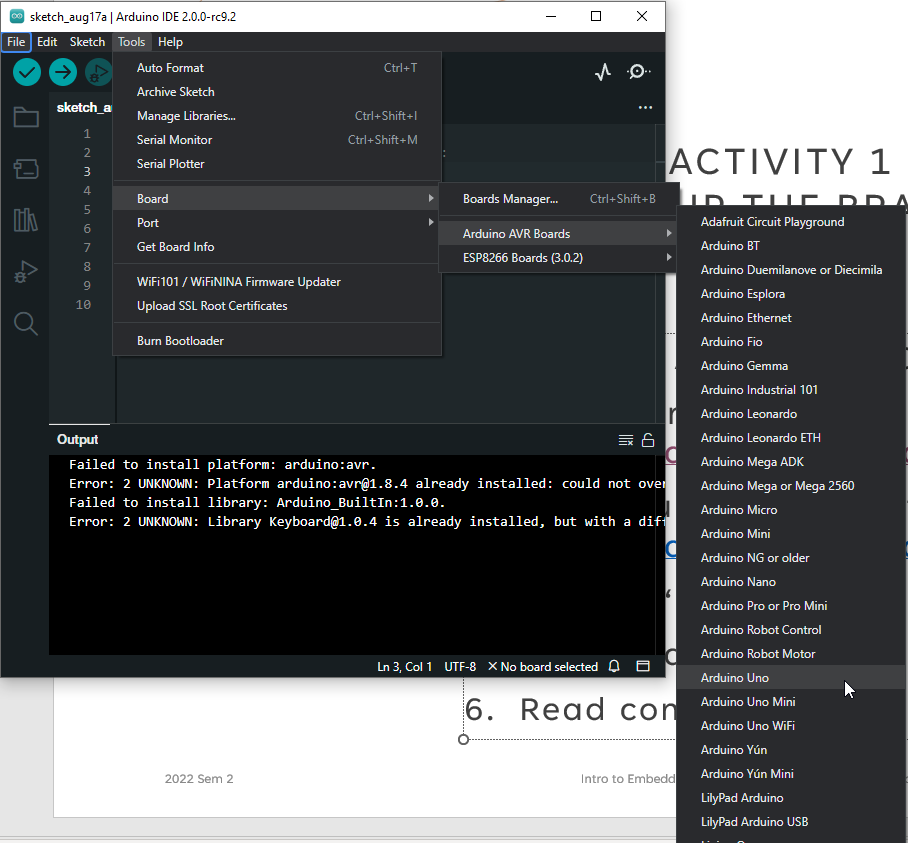 sketch_aug17a | Arduino IDE 2.0.0-rc9.2
File Edit Sketch Tools Help
sketch_au
1
2
3
4
5
6
7
8
9
10
Auto Format Ctrl+T
Archive Sketch
Manage Libraries... Ctrl+Shift+I
Serial Monitor Ctrl+Shift+M
Serial Plotter
Board
Port
Get Board Info
WiFi101 / WiFiNINA Firmware Updater
Upload SSL Root Certificates
Burn Bootloader
Boards Manager... Ctrl+Shift+B
Arduino AVR Boards
ESP8266 Boards (3.0.2)
Adafruit Circuit Playground
Arduino BT
Arduino Duemilanove or Diecimila
Arduino Esplora
Arduino Ethernet
Arduino Fio
Arduino Gemma
Arduino Industrial 101
Arduino Leonardo
Arduino Leonardo ETH
Arduino Mega ADK
Arduino Mega or Mega 2560
Arduino Micro
Arduino Mini
Arduino NG or older
Arduino Nano
Arduino Pro or Pro Mini
Arduino Robot Control
Arduino Robot Motor
Arduino Uno
Arduino Uno Mini
Arduino Uno WiFi
Arduino Yún
Arduino Yún Mini
LilyPad Arduino
LilyPad Arduino USB
Output
Failed to install platform: arduino:avr.
Error: 2 UNKNOWN: Platform arduino:avr@1.8.4 already installed: could not over
Failed to install library: Arduino_BuiltIn:1.0.0.
Error: 2 UNKNOWN: Library Keyboard@1.0.4 is already installed, but with a diff
Ln 3, Col 1 UTF-8 No board selected
ACTIVITY 1
UP THE BRA
6. Read con
2022 Sem 2
Intro to Embedd